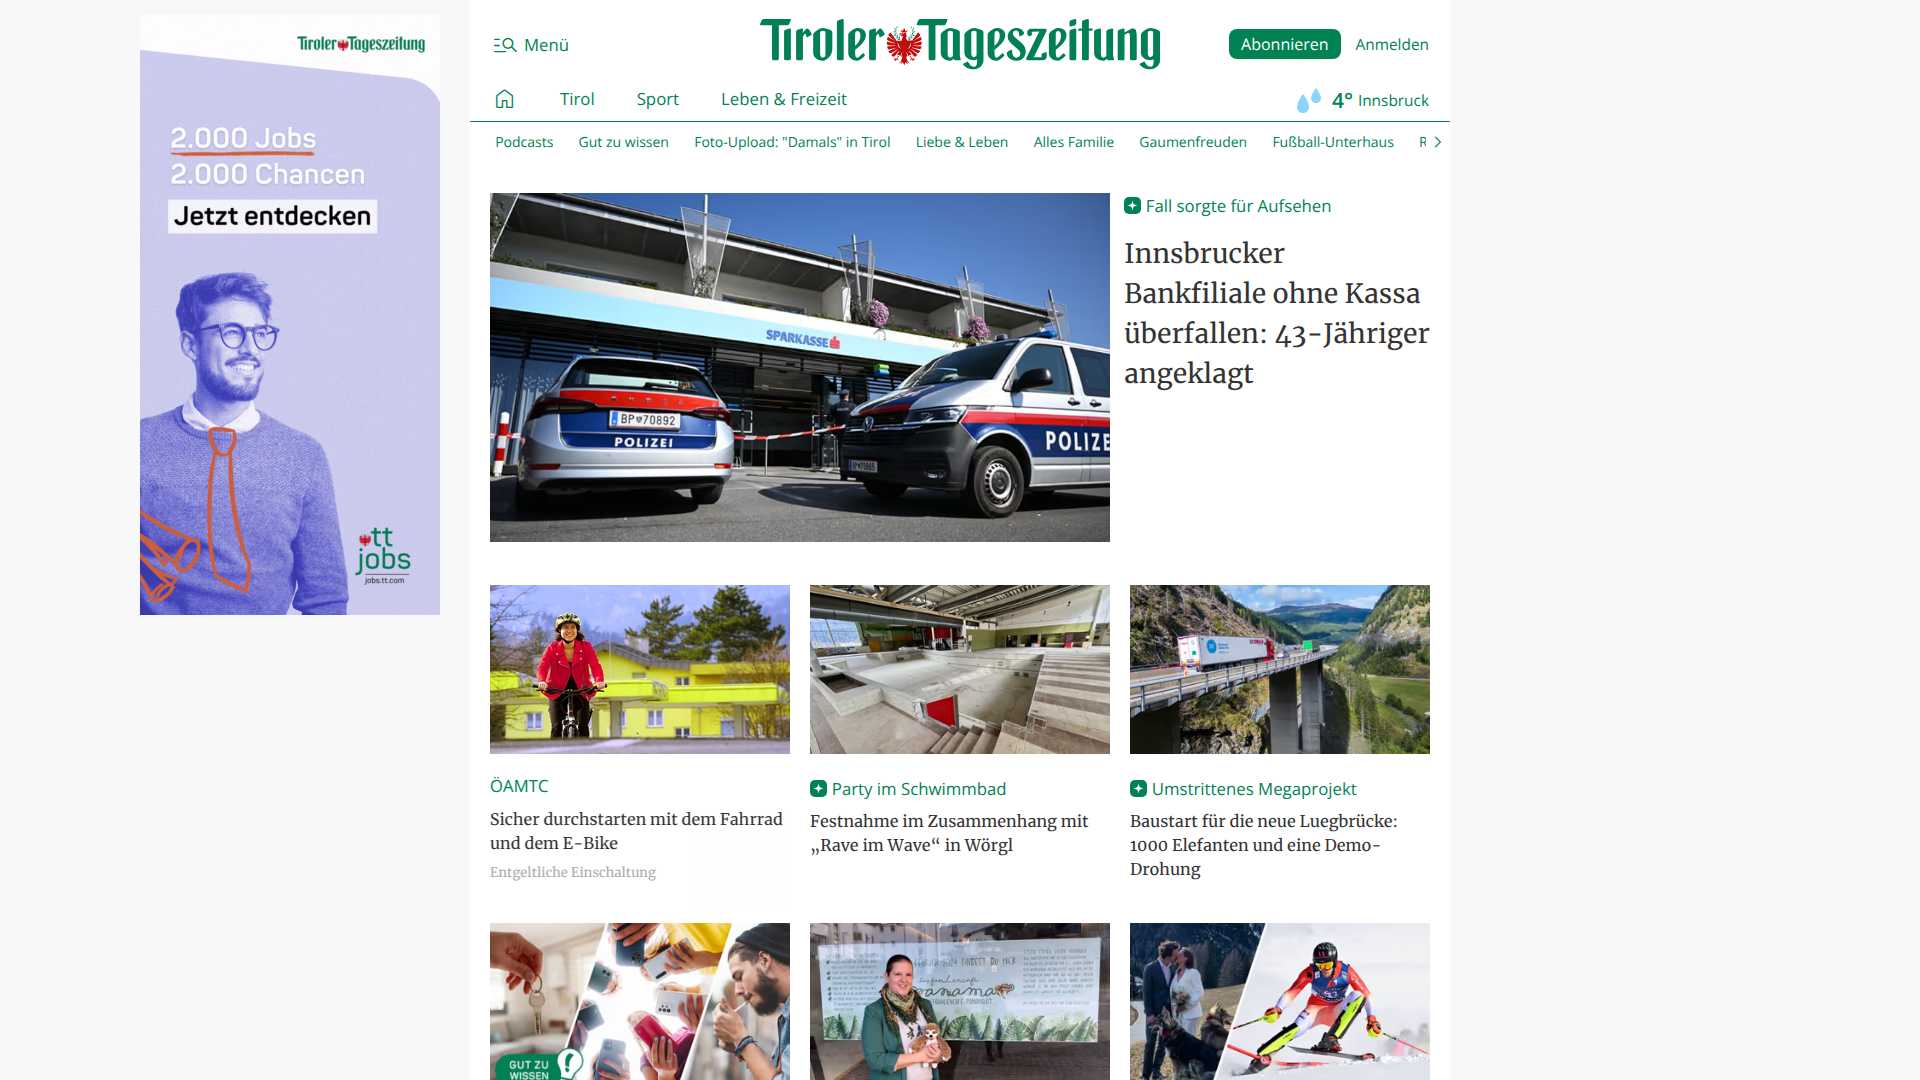 Tiroler Tageszeitung
2.000 Jobs
2.000 Chancen
Jetzt entdecken
tt
jobs
jobs.tt.com
Menü
Tiroler Tageszeitung
Abonnieren
Anmelden
Tirol
Sport
Leben & Freizeit
4° Innsbruck
Podcasts
Gut zu wissen
Foto-Upload: "Damals" in Tirol
Liebe & Leben
Alles Familie
Gaumenfreuden
Fußball-Unterhaus
SPARKASSE
BP 70892
POLIZEI
POLIZE
Fall sorgte für Aufsehen
Innsbrucker
Bankfiliale ohne Kassa
überfallen: 43-Jähriger
angeklagt
ÖAMTC
Sicher durchstarten mit dem Fahrrad
und dem E-Bike
Entgeltliche Einschaltung
Party im Schwimmbad
Festnahme im Zusammenhang mit
„Rave im Wave“ in Wörgl
Umstrittenes Megaprojekt
Baustart für die neue Luegbrücke:
1000 Elefanten und eine Demo-
Drohung
GUT ZU
WISSEN